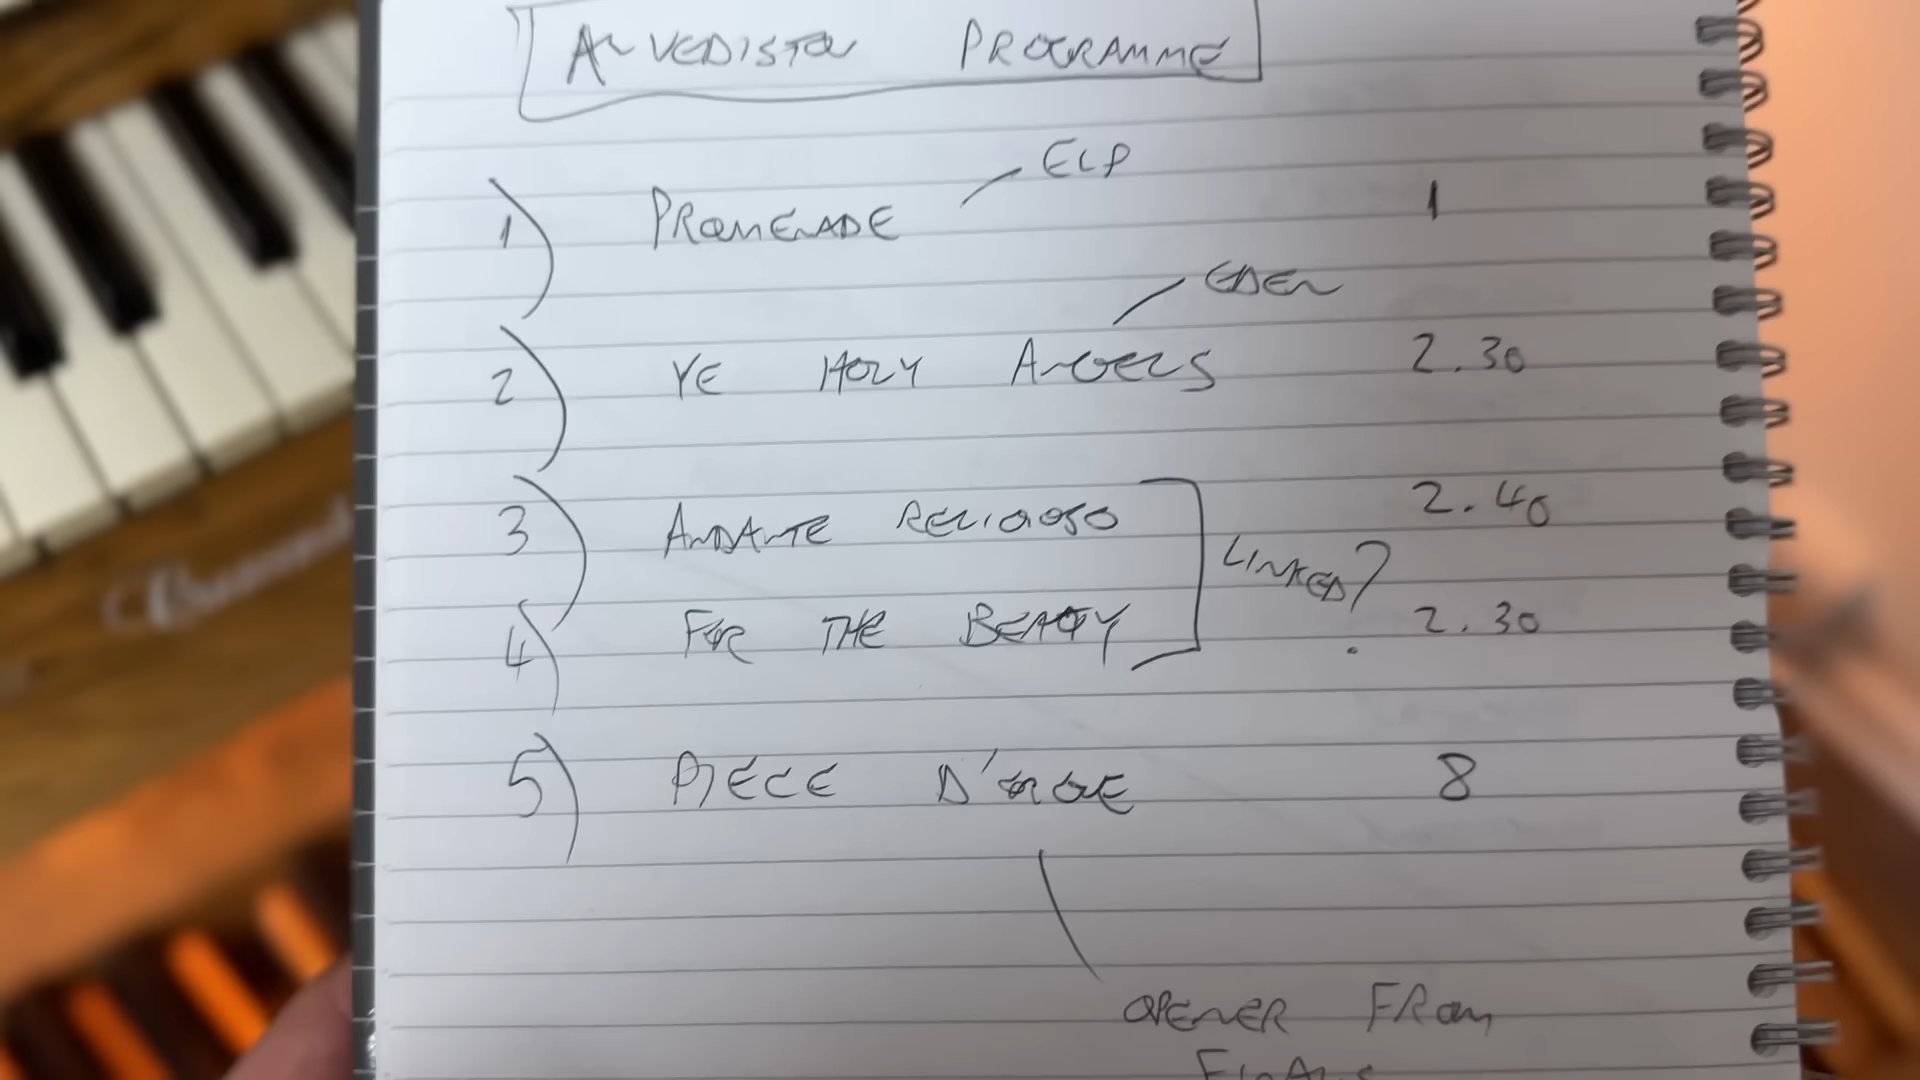 ALVEDISTON PROGRAMME
ELP
1) PROMENADE 1
EDEN
2) YE HOLY ANGELS 2.30
3) ANDANTE RELIGIOSO 2.40
LINKED?
4) FOR THE BEAUTY 2.30
5) PIECE D'ORGUE 8
OPENER FROM